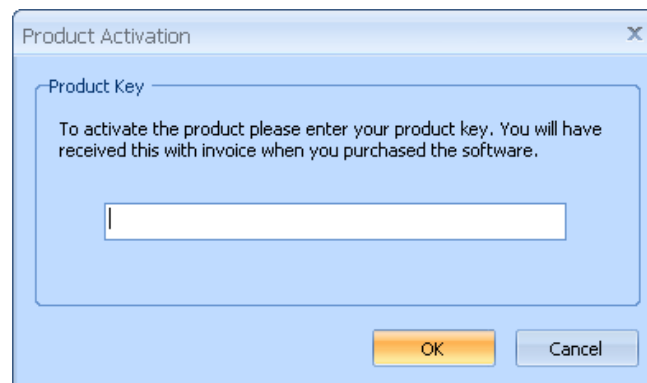 Product Activation
Product Key
To activate the product please enter your product key. You will have
received this with invoice when you purchased the software.
OK Cancel